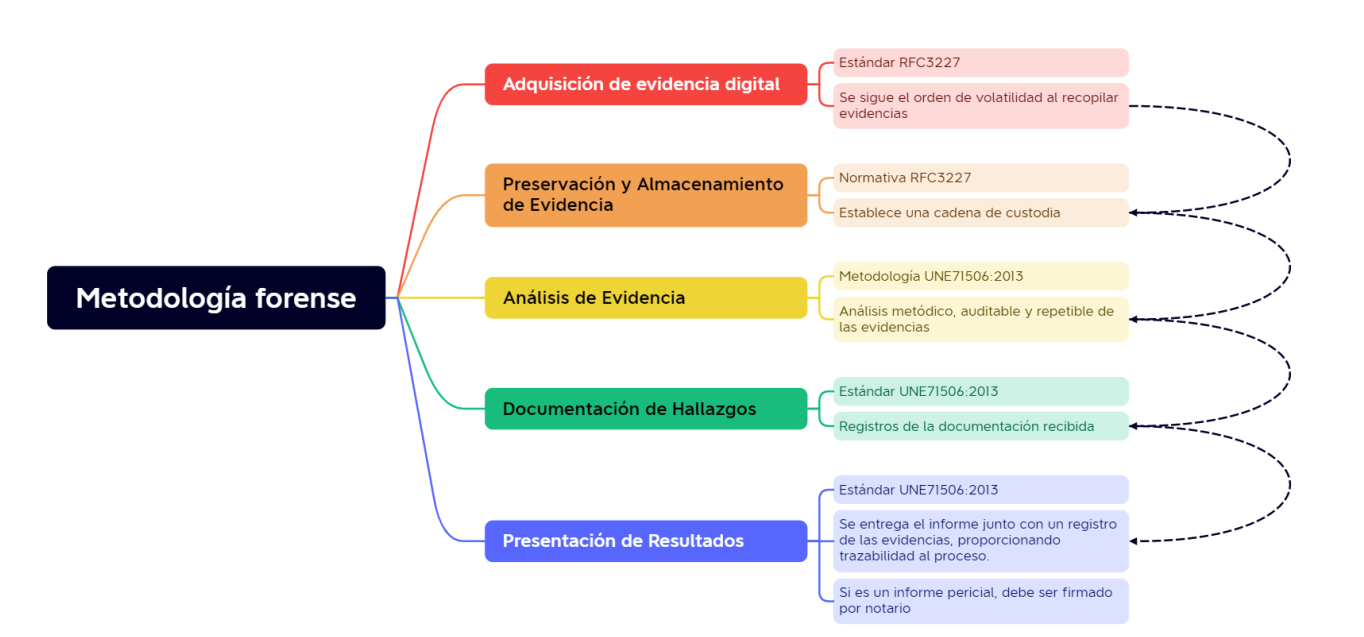 Metodología forense
Adquisición de evidencia digital
Estándar RFC3227
Se sigue el orden de volatilidad al recopilar
evidencias
Preservación y Almacenamiento
de Evidencia
Normativa RFC3227
Establece una cadena de custodia
Análisis de Evidencia
Metodología UNE71506:2013
Análisis metódico, auditable y repetible de
las evidencias
Documentación de Hallazgos
Estándar UNE71506:2013
Registros de la documentación recibida
Presentación de Resultados
Estándar UNE71506:2013
Se entrega el informe junto con un registro
de las evidencias, proporcionando
trazabilidad al proceso.
Si es un informe pericial, debe ser firmado
por notario